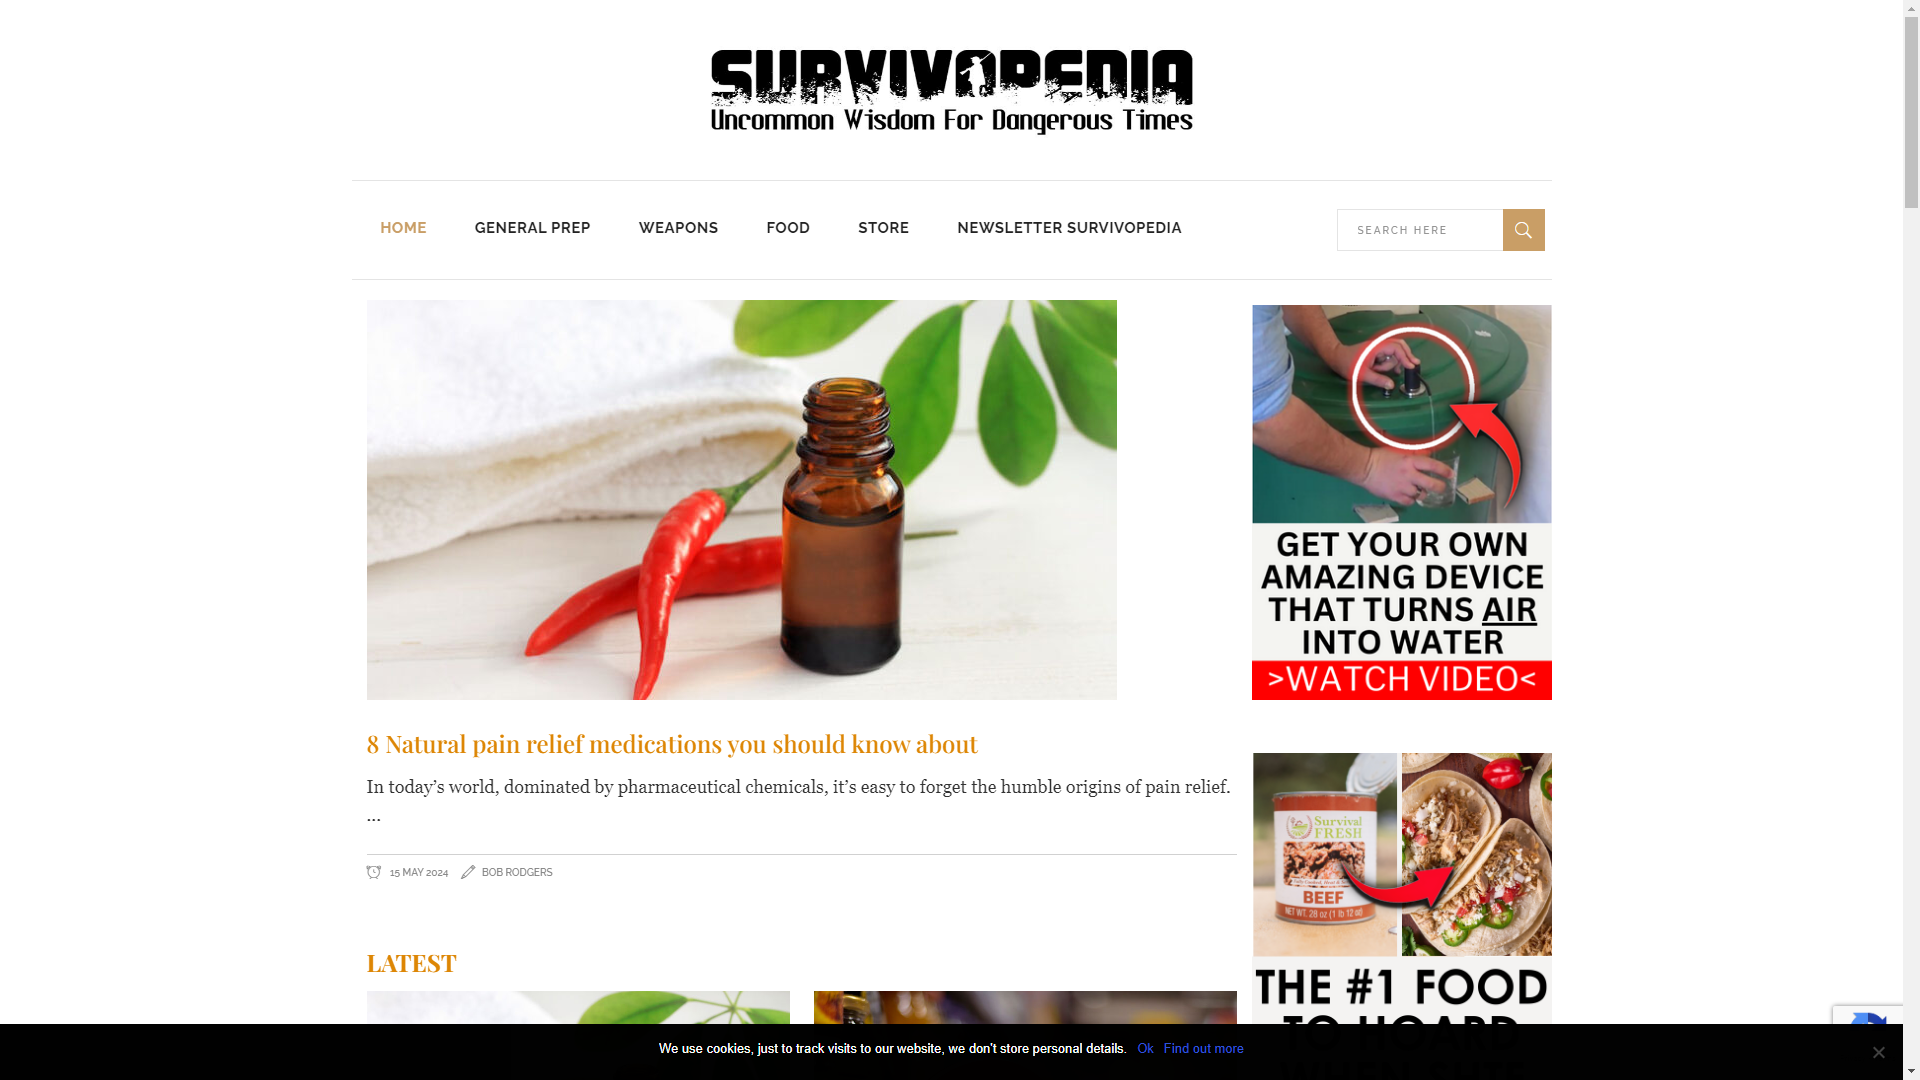 SURVIVOPEDIA
Uncommon Wisdom For Dangerous Times
HOME
GENERAL PREP
WEAPONS
FOOD
STORE
NEWSLETTER SURVIVOPEDIA
SEARCH HERE
GET YOUR OWN
AMAZING DEVICE
THAT TURNS AIR
INTO WATER
>WATCH VIDEO<
8 Natural pain relief medications you should know about
In today’s world, dominated by pharmaceutical chemicals, it’s easy to forget the humble origins of pain relief.
...
15 MAY 2024
BOB RODGERS
Survival
FRESH
BEEF
NET WT. 28 oz (1 lb 12 oz)
THE #1 FOOD
TO HOARD
LATEST
We use cookies, just to track visits to our website, we don't store personal details.
Ok
Find out more